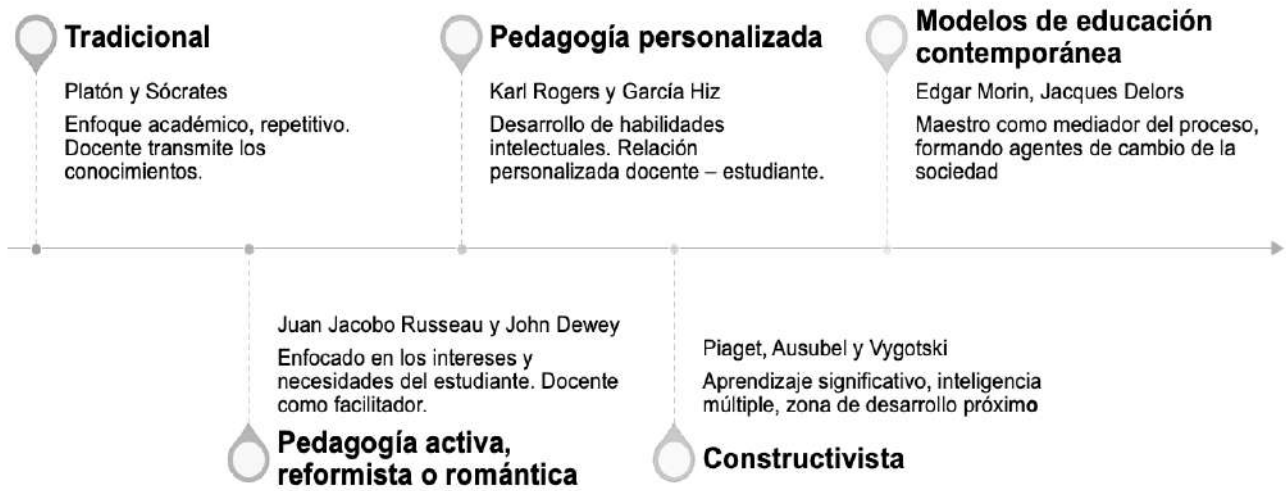 Tradicional
Platón y Sócrates
Enfoque académico, repetitivo.
Docente transmite los
conocimientos.
Pedagogía personalizada
Karl Rogers y García Hiz
Desarrollo de habilidades
intelectuales. Relación
personalizada docente – estudiante.
Modelos de educación
contemporánea
Edgar Morin, Jacques Delors
Maestro como mediador del proceso,
formando agentes de cambio de la
sociedad
Juan Jacobo Russeau y John Dewey
Enfocado en los intereses y
necesidades del estudiante. Docente
como facilitador.
Pedagogía activa,
reformista o romántica
Piaget, Ausubel y Vygotski
Aprendizaje significativo, inteligencia
múltiple, zona de desarrollo próximo
Constructivista